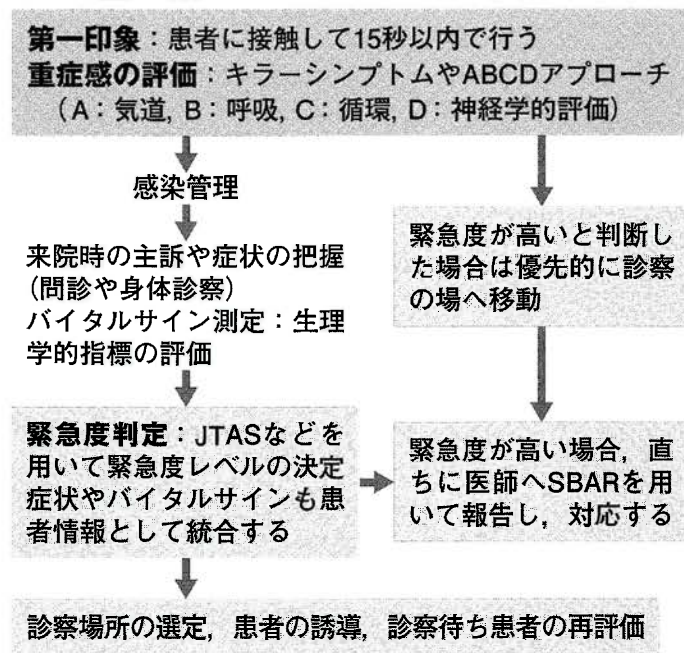 第一印象：患者に接触して15秒以内で行う
重症感の評価：キラーシンプトムやABCDアプローチ
（A：気道, B：呼吸, C：循環, D：神経学的評価）
感染管理
来院時の主訴や症状の把握
(問診や身体診察)
バイタルサイン測定：生理
学的指標の評価
緊急度が高いと判断し
た場合は優先的に診察
の場へ移動
緊急度判定：JTASなどを
用いて緊急度レベルの決定
症状やバイタルサインも患
者情報として統合する
緊急度が高い場合，直
ちに医師へSBARを用
いて報告し，対応する
診察場所の選定，患者の誘導，診察待ち患者の再評価